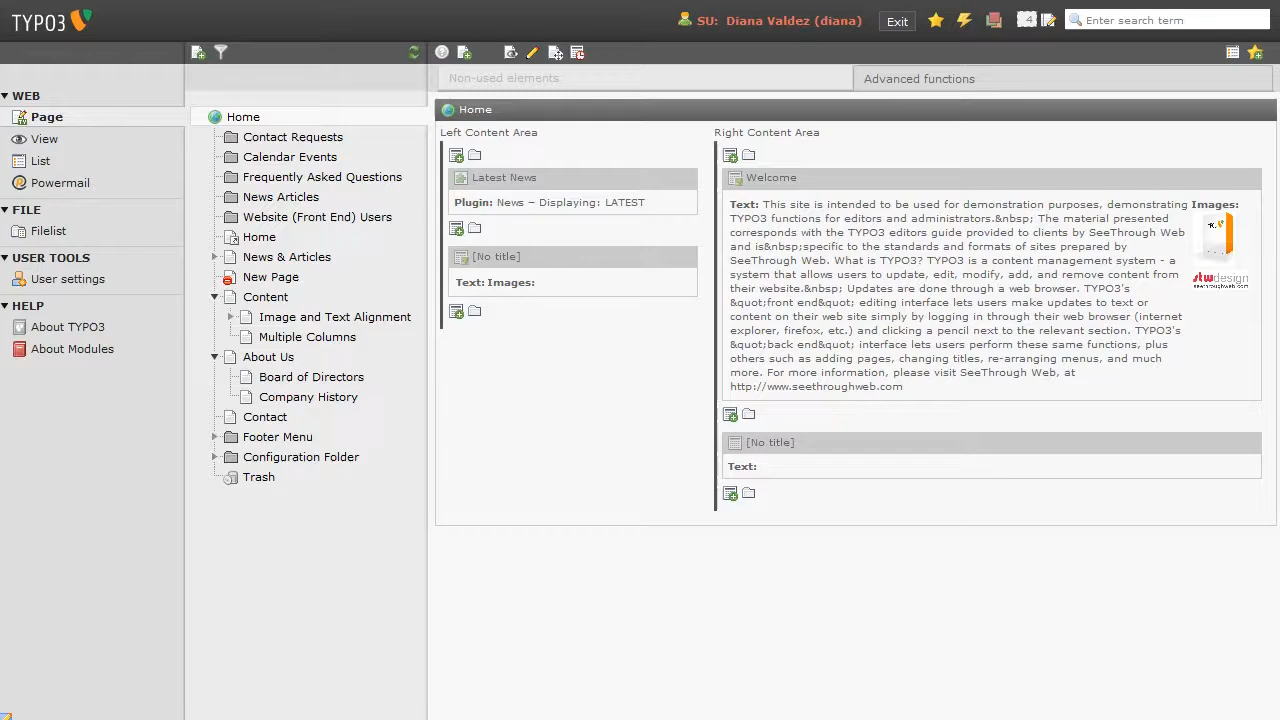 TYPO3
SU: Diana Valdez (diana)
Exit
4
Enter search term
Non-used elements
Advanced functions
WEB
Page
View
List
Powermail
FILE
Filelist
USER TOOLS
User settings
HELP
About TYPO3
About Modules
Home
Contact Requests
Calendar Events
Frequently Asked Questions
News Articles
Website (Front End) Users
Home
News & Articles
New Page
Content
Image and Text Alignment
Multiple Columns
About Us
Board of Directors
Company History
Contact
Footer Menu
Configuration Folder
Trash
Home
Left Content Area
Latest News
Plugin: News – Displaying: LATEST
[No title]
Text: Images:
Right Content Area
Welcome
Text: This site is intended to be used for demonstration purposes, demonstrating
TYPO3 functions for editors and administrators.&nbsp; The material presented
corresponds with the TYPO3 editors guide provided to clients by SeeThrough Web
and is&nbsp;specific to the standards and formats of sites prepared by
SeeThrough Web. What is TYPO3? TYPO3 is a content management system - a
system that allows users to update, edit, modify, add, and remove content from
their website.&nbsp; Updates are done through a web browser. TYPO3's
&quot;front end&quot; editing interface lets users make updates to text or
content on their web site simply by logging in through their web browser (internet
explorer, firefox, etc.) and clicking a pencil next to the relevant section. TYPO3's
&quot;back end&quot; interface lets users perform these same functions, plus
others such as adding pages, changing titles, re-arranging menus, and much
more. For more information, please visit SeeThrough Web, at
http://www.seethroughweb.com
Images:
stwdesign
seethroughweb.com
[No title]
Text: